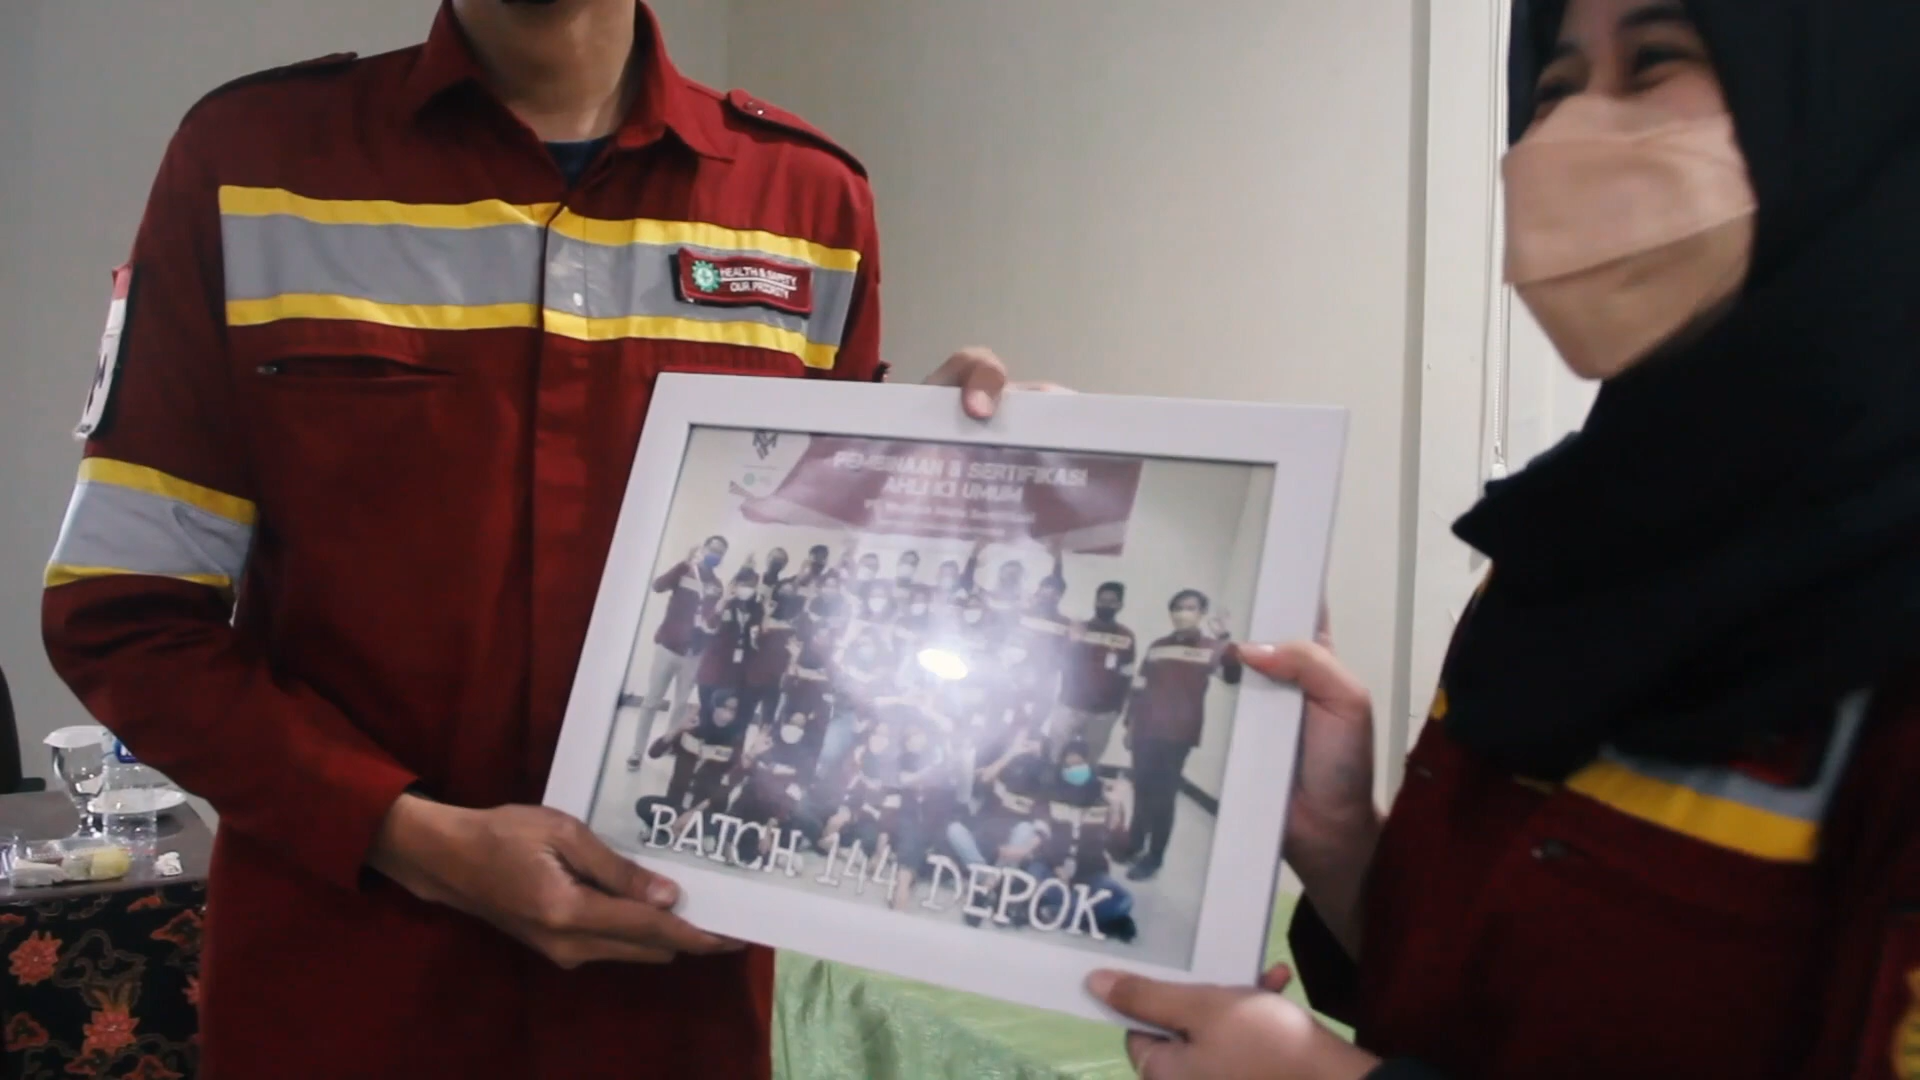 HEALTH & SAFETY
OUR PRIORITY
PEMBINAAN & SERTIFIKASI
AHLI K3 UMUM
BATCH 144 DEPOK